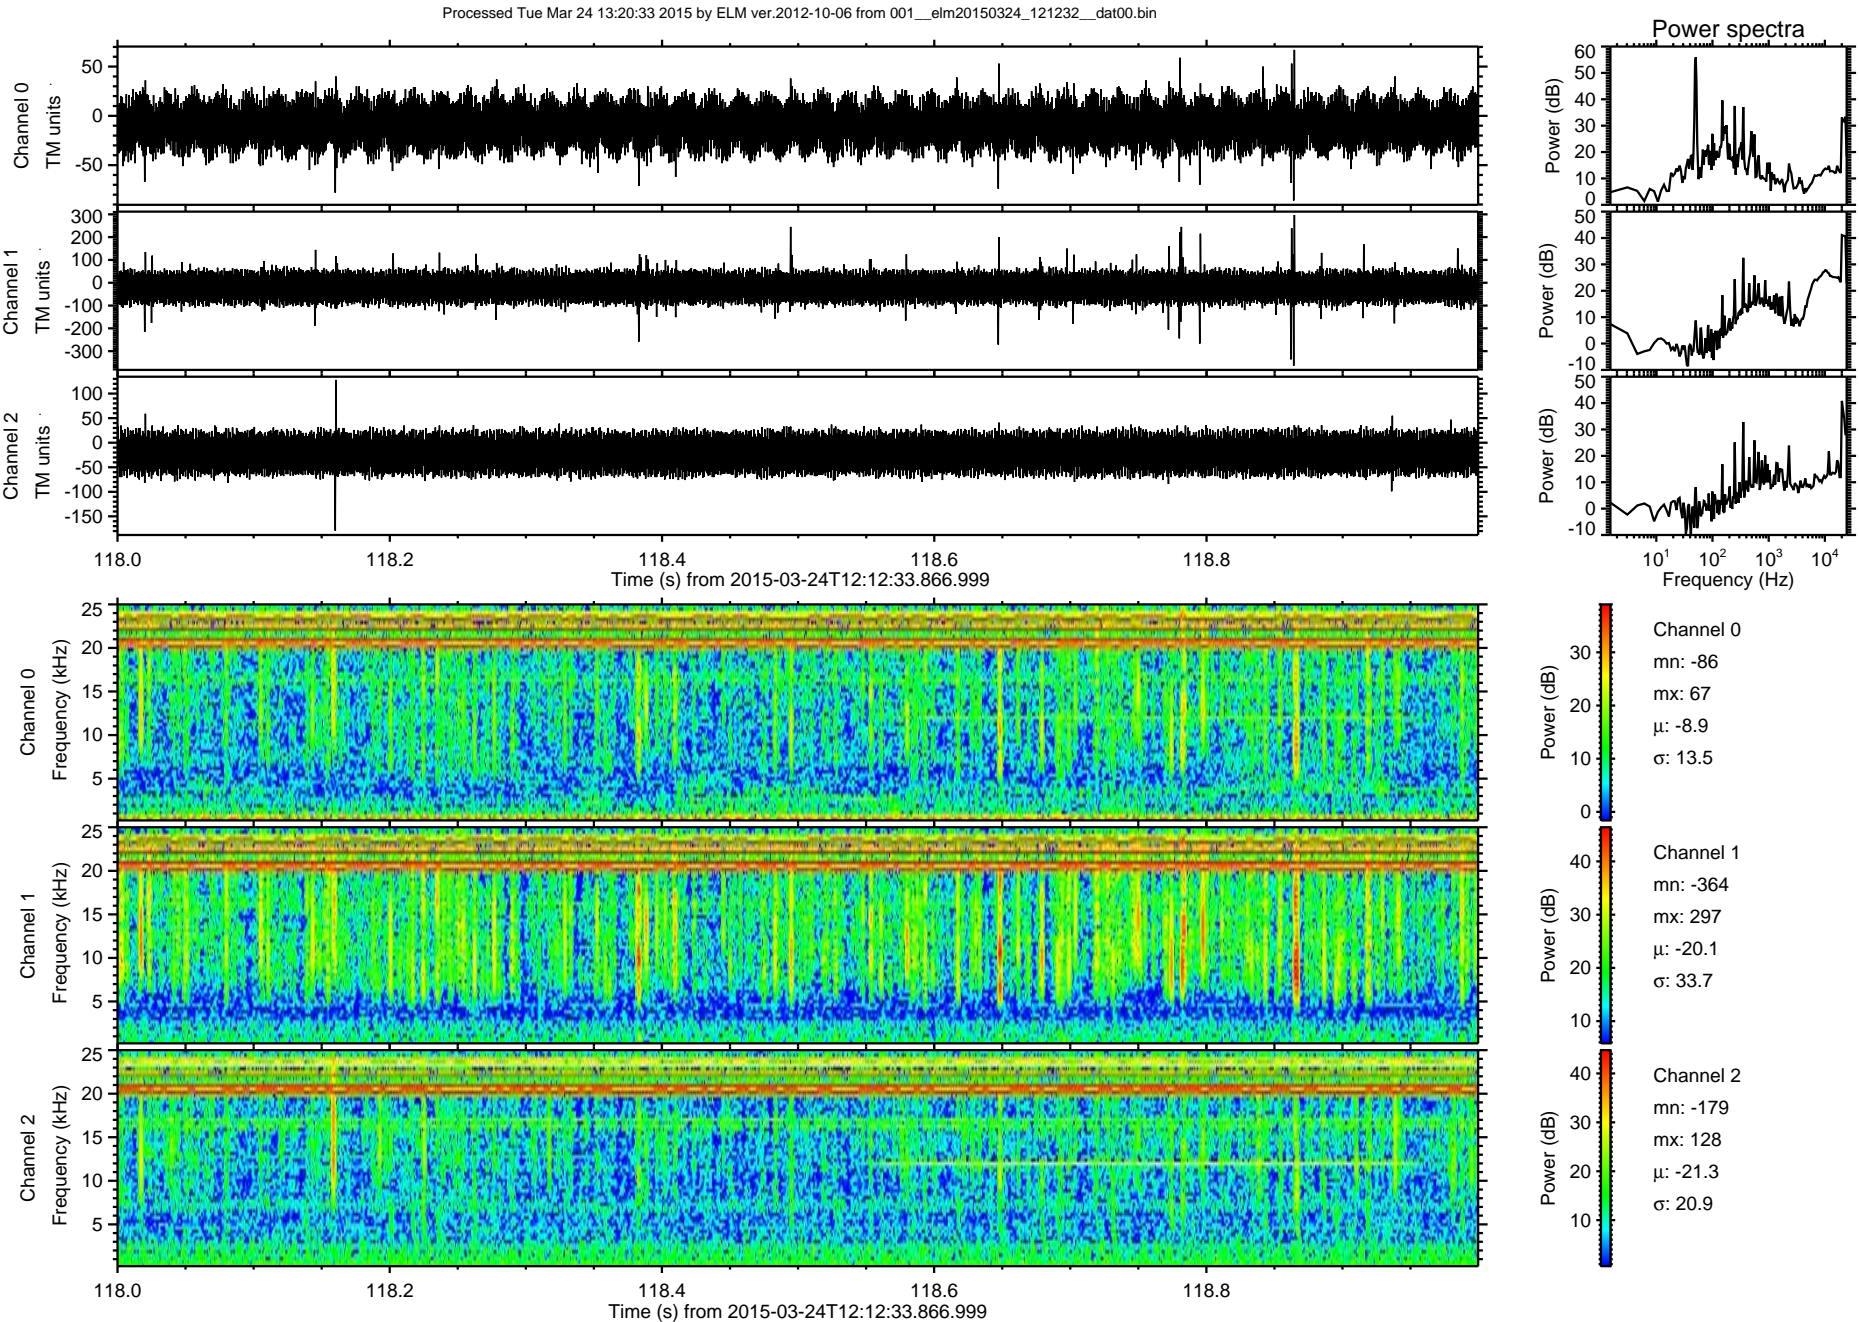 Processed Tue Mar 24 13:20:33 2015 by ELM ver.2012-10-06 from 001__elm20150324_121232__dat00.bin
Power spectra
Channel 0
TM units
50
0
-50
Power (dB)
60
50
40
30
20
10
0
Channel 1
TM units
300
200
100
0
-100
-200
-300
Power (dB)
50
40
30
20
10
0
-10
Channel 2
TM units
100
50
0
-50
-100
-150
Power (dB)
50
40
30
20
10
0
-10
118.0 118.2 118.4 118.6 118.8
Time (s) from 2015-03-24T12:12:33.866.999
10^1 10^2 10^3 10^4
Frequency (Hz)
Channel 0
Frequency (kHz)
25
20
15
10
5
Power (dB)
30
20
10
0
Channel 0
mn: -86
mx: 67
μ: -8.9
σ: 13.5
Channel 1
Frequency (kHz)
25
20
15
10
5
Power (dB)
40
30
20
10
Channel 1
mn: -364
mx: 297
μ: -20.1
σ: 33.7
Channel 2
Frequency (kHz)
25
20
15
10
5
Power (dB)
40
30
20
10
Channel 2
mn: -179
mx: 128
μ: -21.3
σ: 20.9
118.0 118.2 118.4 118.6 118.8
Time (s) from 2015-03-24T12:12:33.866.999